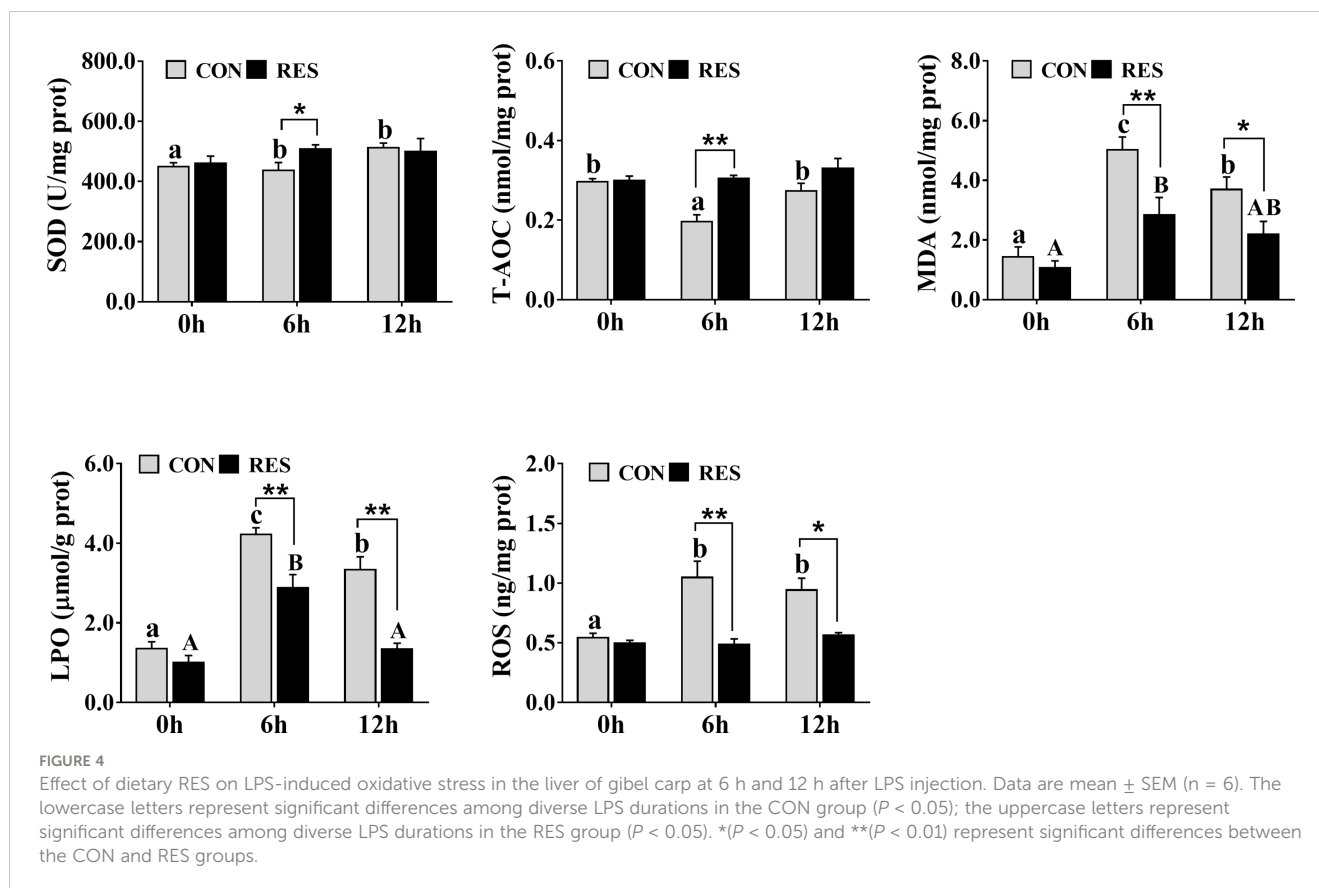 SOD (U/mg prot)
800.0
600.0
400.0
200.0
0.0
CON RES
a
*
b
b
0h 6h 12h
T-AOC (nmol/mg prot)
0.6
0.4
0.2
0.0
CON RES
b
**
a
b
0h 6h 12h
MDA (nmol/mg prot)
8.0
6.0
4.0
2.0
0.0
CON RES
a A
**
c B
*
b AB
0h 6h 12h
LPO (μmol/g prot)
6.0
4.0
2.0
0.0
CON RES
a A
**
c B
**
b A
0h 6h 12h
ROS (ng/mg prot)
2.0
1.5
1.0
0.5
0.0
CON RES
a
**
b
*
b
0h 6h 12h
FIGURE 4
Effect of dietary RES on LPS-induced oxidative stress in the liver of gibel carp at 6 h and 12 h after LPS injection. Data are mean ± SEM (n = 6). The
lowercase letters represent significant differences among diverse LPS durations in the CON group (P < 0.05); the uppercase letters represent
significant differences among diverse LPS durations in the RES group (P < 0.05). *(P < 0.05) and **(P < 0.01) represent significant differences between
the CON and RES groups.